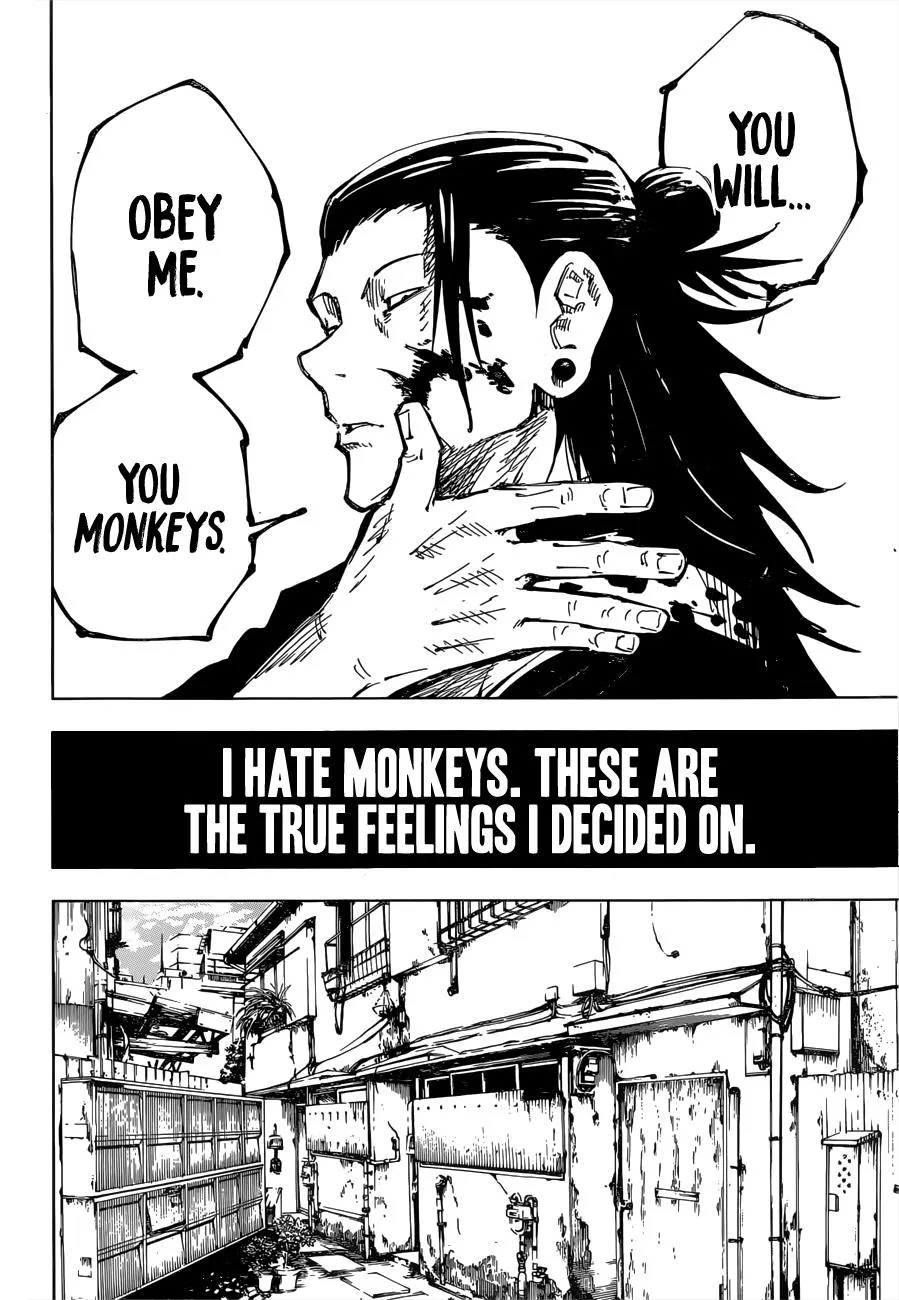 YOU
WILL...
OBEY
ME.
YOU
MONKEYS.
I HATE MONKEYS. THESE ARE
THE TRUE FEELINGS I DECIDED ON.